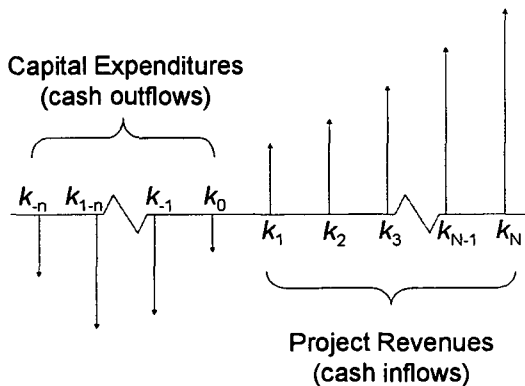 Capital Expenditures
(cash outflows)
k-n k1-n k-1 k0
k1 k2 k3 kN-1 kN
Project Revenues
(cash inflows)